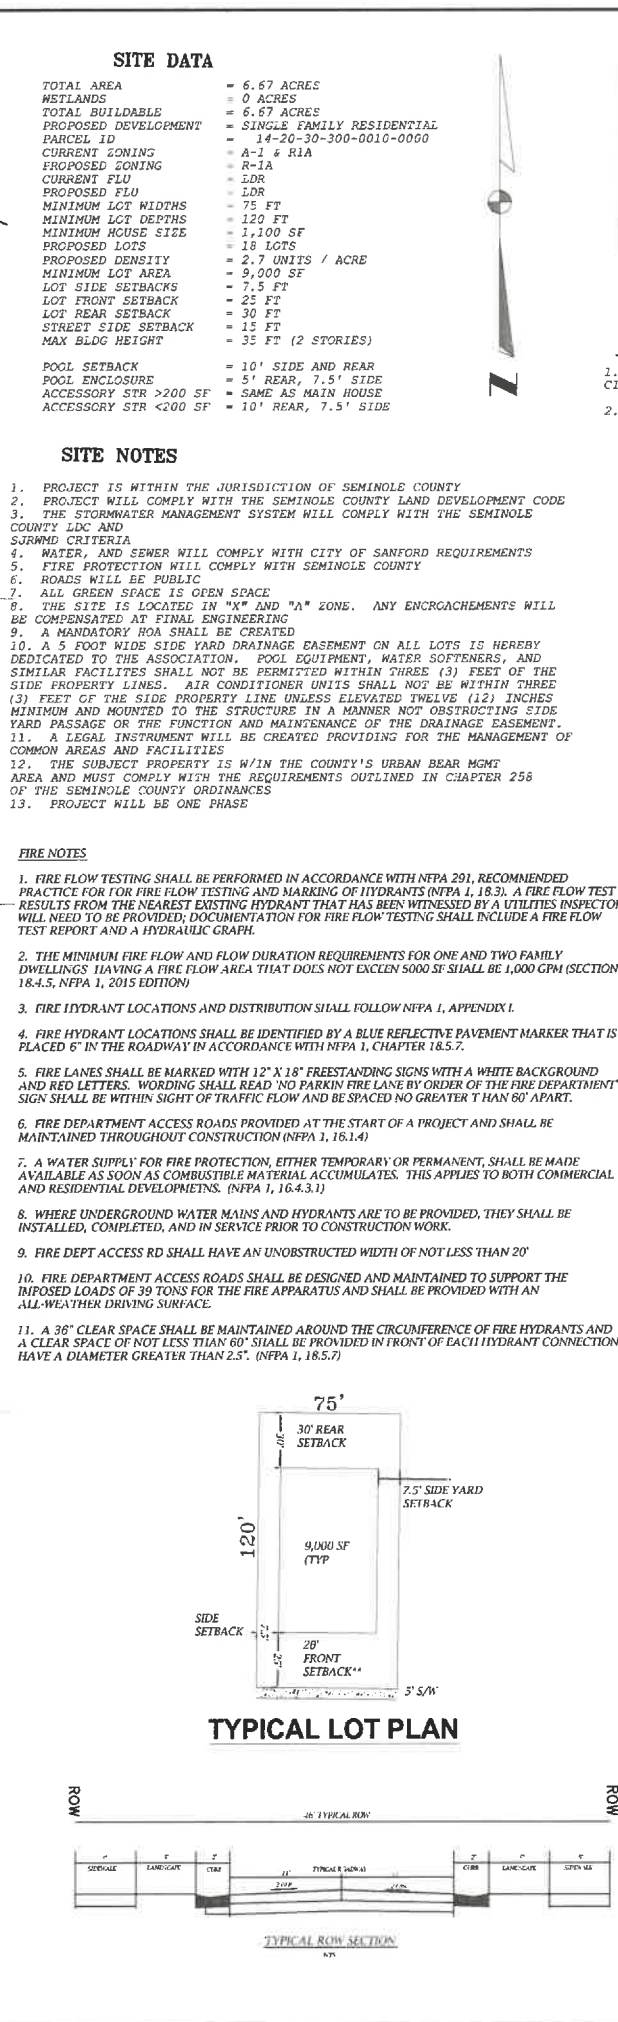 SITE DATA
TOTAL AREA = 6.67 ACRES
WETLANDS = 0 ACRES
TOTAL BUILDABLE = 6.67 ACRES
PROPOSED DEVELOPMENT = SINGLE FAMILY RESIDENTIAL
PARCEL ID = 14-20-30-300-0010-0000
CURRENT ZONING = A-1 & R1A
PROPOSED ZONING = R-1A
CURRENT FLU = LDR
PROPOSED FLU = LDR
MINIMUM LOT WIDTHS = 75 FT
MINIMUM LOT DEPTHS = 120 FT
MINIMUM HOUSE SIZE = 1,100 SF
PROPOSED LOTS = 18 LOTS
PROPOSED DENSITY = 2.7 UNITS / ACRE
MINIMUM LOT AREA = 9,000 SF
LOT SIDE SETBACKS = 7.5 FT
LOT FRONT SETBACK = 25 FT
LOT REAR SETBACK = 30 FT
STREET SIDE SETBACK = 15 FT
MAX BLDG HEIGHT = 35 FT (2 STORIES)
POOL SETBACK = 10' SIDE AND REAR
POOL ENCLOSURE = 5' REAR, 7.5' SIDE
ACCESSORY STR >200 SF = SAME AS MAIN HOUSE
ACCESSORY STR <200 SF = 10' REAR, 7.5' SIDE
N
1.
2.
SITE NOTES
1. PROJECT IS WITHIN THE JURISDICTION OF SEMINOLE COUNTY
2. PROJECT WILL COMPLY WITH THE SEMINOLE COUNTY LAND DEVELOPMENT CODE
3. THE STORMWATER MANAGEMENT SYSTEM WILL COMPLY WITH THE SEMINOLE
COUNTY LDC AND
SJRWMD CRITERIA
4. WATER, AND SEWER WILL COMPLY WITH CITY OF SANFORD REQUIREMENTS
5. FIRE PROTECTION WILL COMPLY WITH SEMINOLE COUNTY
6. ROADS WILL BE PUBLIC
7. ALL GREEN SPACE IS OPEN SPACE
8. THE SITE IS LOCATED IN "X" AND "A" ZONE. ANY ENCROACHEMENTS WILL
BE COMPENSATED AT FINAL ENGINEERING
9. A MANDATORY HOA SHALL BE CREATED
10. A 5 FOOT WIDE SIDE YARD DRAINAGE EASEMENT ON ALL LOTS IS HEREBY
DEDICATED TO THE ASSOCIATION. POOL EQUIPMENT, WATER SOFTENERS, AND
SIMILAR FACILITES SHALL NOT BE PERMITTED WITHIN THREE (3) FEET OF THE
SIDE PROPERTY LINES. AIR CONDITIONER UNITS SHALL NOT BE WITHIN THREE
(3) FEET OF THE SIDE PROPERTY LINE UNLESS ELEVATED TWELVE (12) INCHES
MINIMUM AND MOUNTED TO THE STRUCTURE IN A MANNER NOT OBSTRUCTING SIDE
YARD PASSAGE OR THE FUNCTION AND MAINTENANCE OF THE DRAINAGE EASEMENT.
11. A LEGAL INSTRUMENT WILL BE CREATED PROVIDING FOR THE MANAGEMENT OF
COMMON AREAS AND FACILITIES
12. THE SUBJECT PROPERTY IS W/IN THE COUNTY'S URBAN BEAR MGMT
AREA AND MUST COMPLY WITH THE REQUIREMENTS OUTLINED IN CHAPTER 258
OF THE SEMINOLE COUNTY ORDINANCES
13. PROJECT WILL BE ONE PHASE
FIRE NOTES
1. FIRE FLOW TESTING SHALL BE PERFORMED IN ACCORDANCE WITH NFPA 291, RECOMMENDED
PRACTICE FOR FOR FIRE FLOW TESTING AND MARKING OF HYDRANTS (NFPA 1, 18.3). A FIRE FLOW TEST
RESULTS FROM THE NEAREST EXISTING HYDRANT THAT HAS BEEN WITNESSED BY A UTILITIES INSPECTOR
WILL NEED TO BE PROVIDED; DOCUMENTATION FOR FIRE FLOW TESTING SHALL INCLUDE A FIRE FLOW
TEST REPORT AND A HYDRAULIC GRAPH.
2. THE MINIMUM FIRE FLOW AND FLOW DURATION REQUIREMENTS FOR ONE AND TWO FAMILY
DWELLINGS HAVING A FIRE FLOW AREA THAT DOES NOT EXCEEN 5000 SF SHALL BE 1,000 GPM (SECTION
18.4.5, NFPA 1, 2015 EDITION)
3. FIRE HYDRANT LOCATIONS AND DISTRIBUTION SHALL FOLLOW NFPA 1, APPENDIX I.
4. FIRE HYDRANT LOCATIONS SHALL BE IDENTIFIED BY A BLUE REFLECTIVE PAVEMENT MARKER THAT IS
PLACED 6" IN THE ROADWAY IN ACCORDANCE WITH NFPA 1, CHAPTER 18.5.7.
5. FIRE LANES SHALL BE MARKED WITH 12" X 18" FREESTANDING SIGNS WITH A WHITE BACKGROUND
AND RED LETTERS. WORDING SHALL READ 'NO PARKIN FIRE LANE BY ORDER OF THE FIRE DEPARTMENT'
SIGN SHALL BE WITHIN SIGHT OF TRAFFIC FLOW AND BE SPACED NO GREATER T HAN 60' APART.
6. FIRE DEPARTMENT ACCESS ROADS PROVIDED AT THE START OF A PROJECT AND SHALL BE
MAINTAINED THROUGHOUT CONSTRUCTION (NFPA 1, 16.1.4)
7. A WATER SUPPLY FOR FIRE PROTECTION, EITHER TEMPORARY OR PERMANENT, SHALL BE MADE
AVAILABLE AS SOON AS COMBUSTIBLE MATERIAL ACCUMULATES. THIS APPLIES TO BOTH COMMERCIAL
AND RESIDENTIAL DEVELOPMETNS. (NFPA 1, 16.4.3.1)
8. WHERE UNDERGROUND WATER MAINS AND HYDRANTS ARE TO BE PROVIDED, THEY SHALL BE
INSTALLED, COMPLETED, AND IN SERVICE PRIOR TO CONSTRUCTION WORK.
9. FIRE DEPT ACCESS RD SHALL HAVE AN UNOBSTRUCTED WIDTH OF NOT LESS THAN 20'
10. FIRE DEPARTMENT ACCESS ROADS SHALL BE DESIGNED AND MAINTAINED TO SUPPORT THE
IMPOSED LOADS OF 39 TONS FOR THE FIRE APPARATUS AND SHALL BE PROVIDED WITH AN
ALL-WEATHER DRIVING SURFACE.
11. A 36" CLEAR SPACE SHALL BE MAINTAINED AROUND THE CIRCUMFERENCE OF FIRE HYDRANTS AND
A CLEAR SPACE OF NOT LESS THAN 60" SHALL BE PROVIDED IN FRONT OF EACH HYDRANT CONNECTION
HAVE A DIAMETER GREATER THAN 2.5". (NFPA 1, 18.5.7)
75'
30' REAR
SETBACK
30'
7.5' SIDE YARD
SETBACK
120'
9,000 SF
(TYP
SIDE
SETBACK
7.5'
25'
FRONT
SETBACK**
5' S/W
TYPICAL LOT PLAN
ROW
ROW
46' TYPICAL ROW
SIDEWALK
LANDSCAPE
CURB
TYPICAL ROADWAY
CURB
LANDSCAPE
SIDEWALK
TYPICAL ROW SECTION
NTS